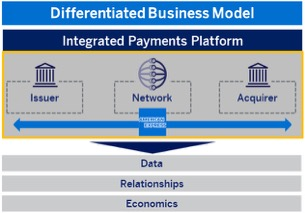 Differentiated Business Model
Integrated Payments Platform
Issuer
Network
Acquirer
AMERICAN
EXPRESS
Data
Relationships
Economics